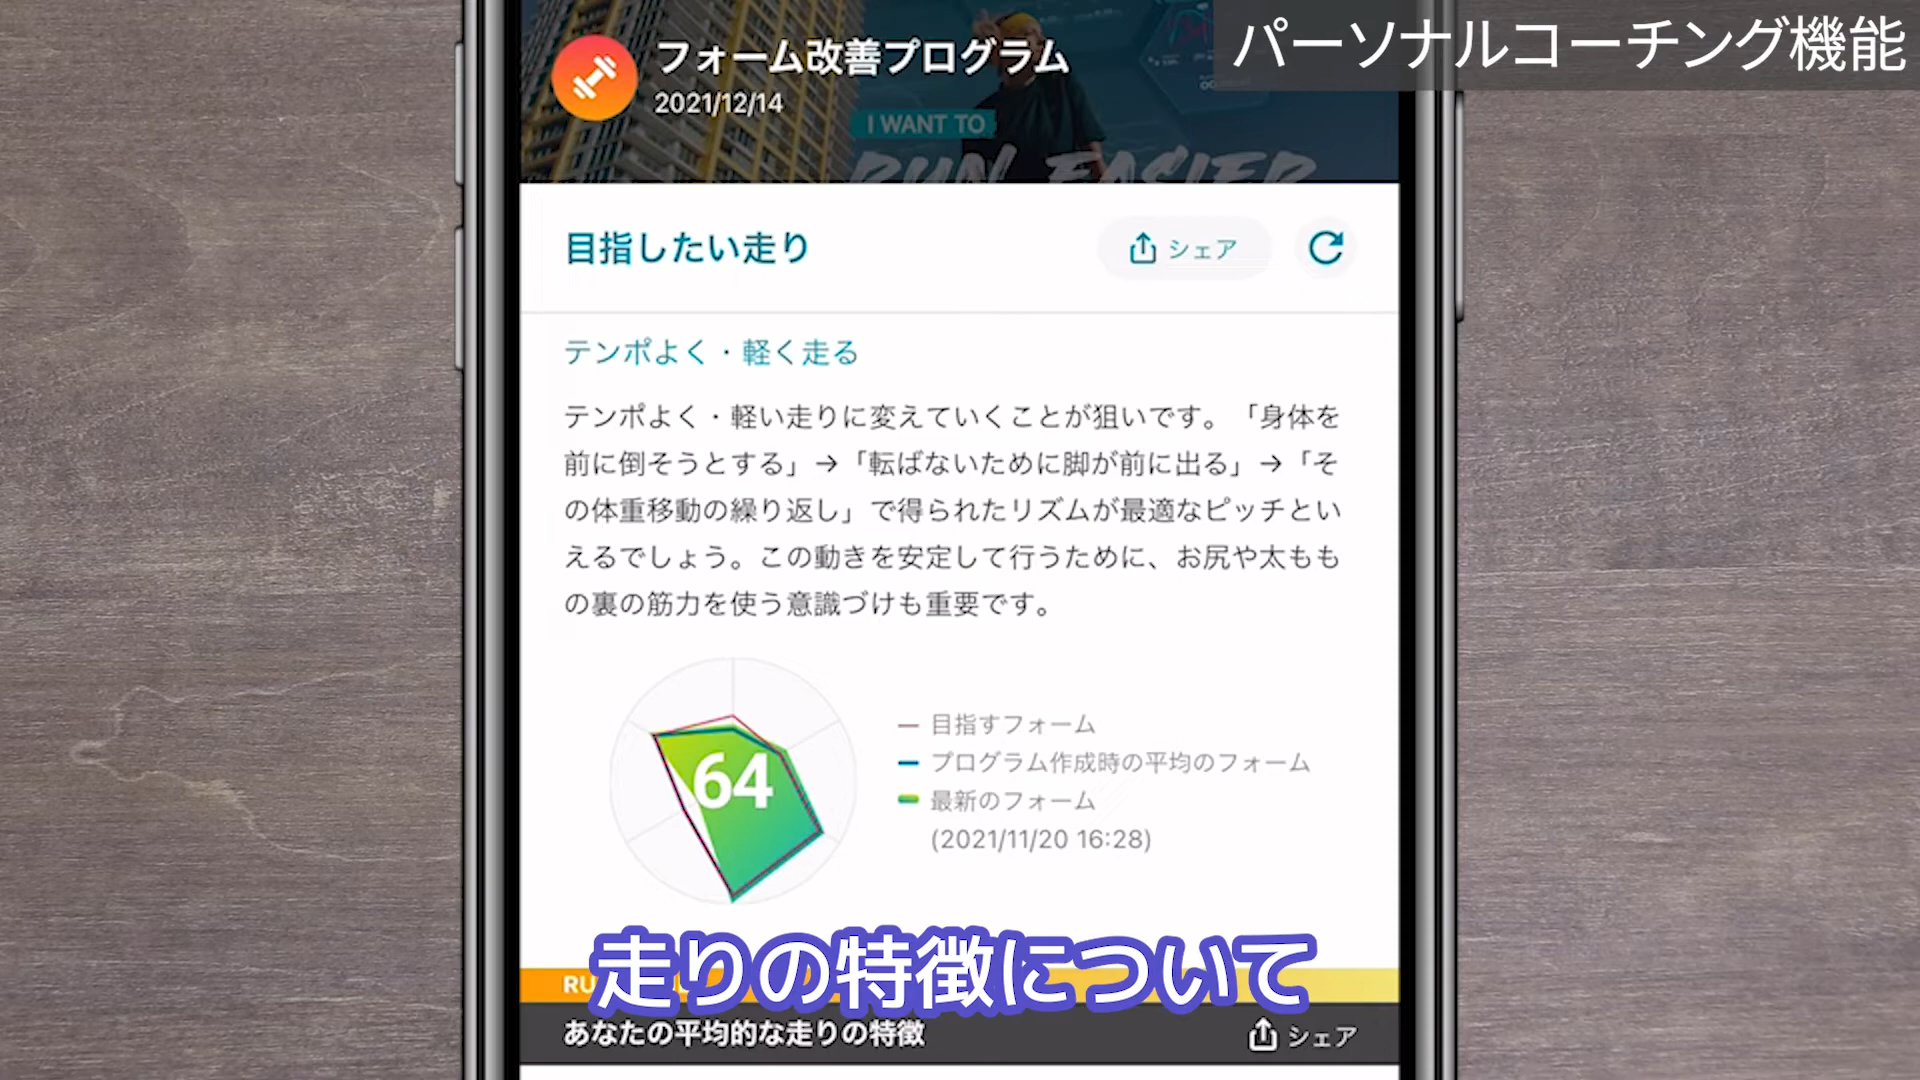 パーソナルコーチング機能
フォーム改善プログラム
2021/12/14
I WANT TO
RUN EASIER
目指したい走り
シェア
テンポよく・軽く走る
テンポよく・軽い走りに変えていくことが狙いです。「身体を
前に倒そうとする」→「転ばないために脚が前に出る」→「そ
の体重移動の繰り返し」で得られたリズムが最適なピッチとい
えるでしょう。この動きを安定して行うために、お尻や太もも
の裏の筋力を使う意識づけも重要です。
64
目指すフォーム
プログラム作成時の平均のフォーム
最新のフォーム
(2021/11/20 16:28)
走りの特徴について
あなたの平均的な走りの特徴
シェア